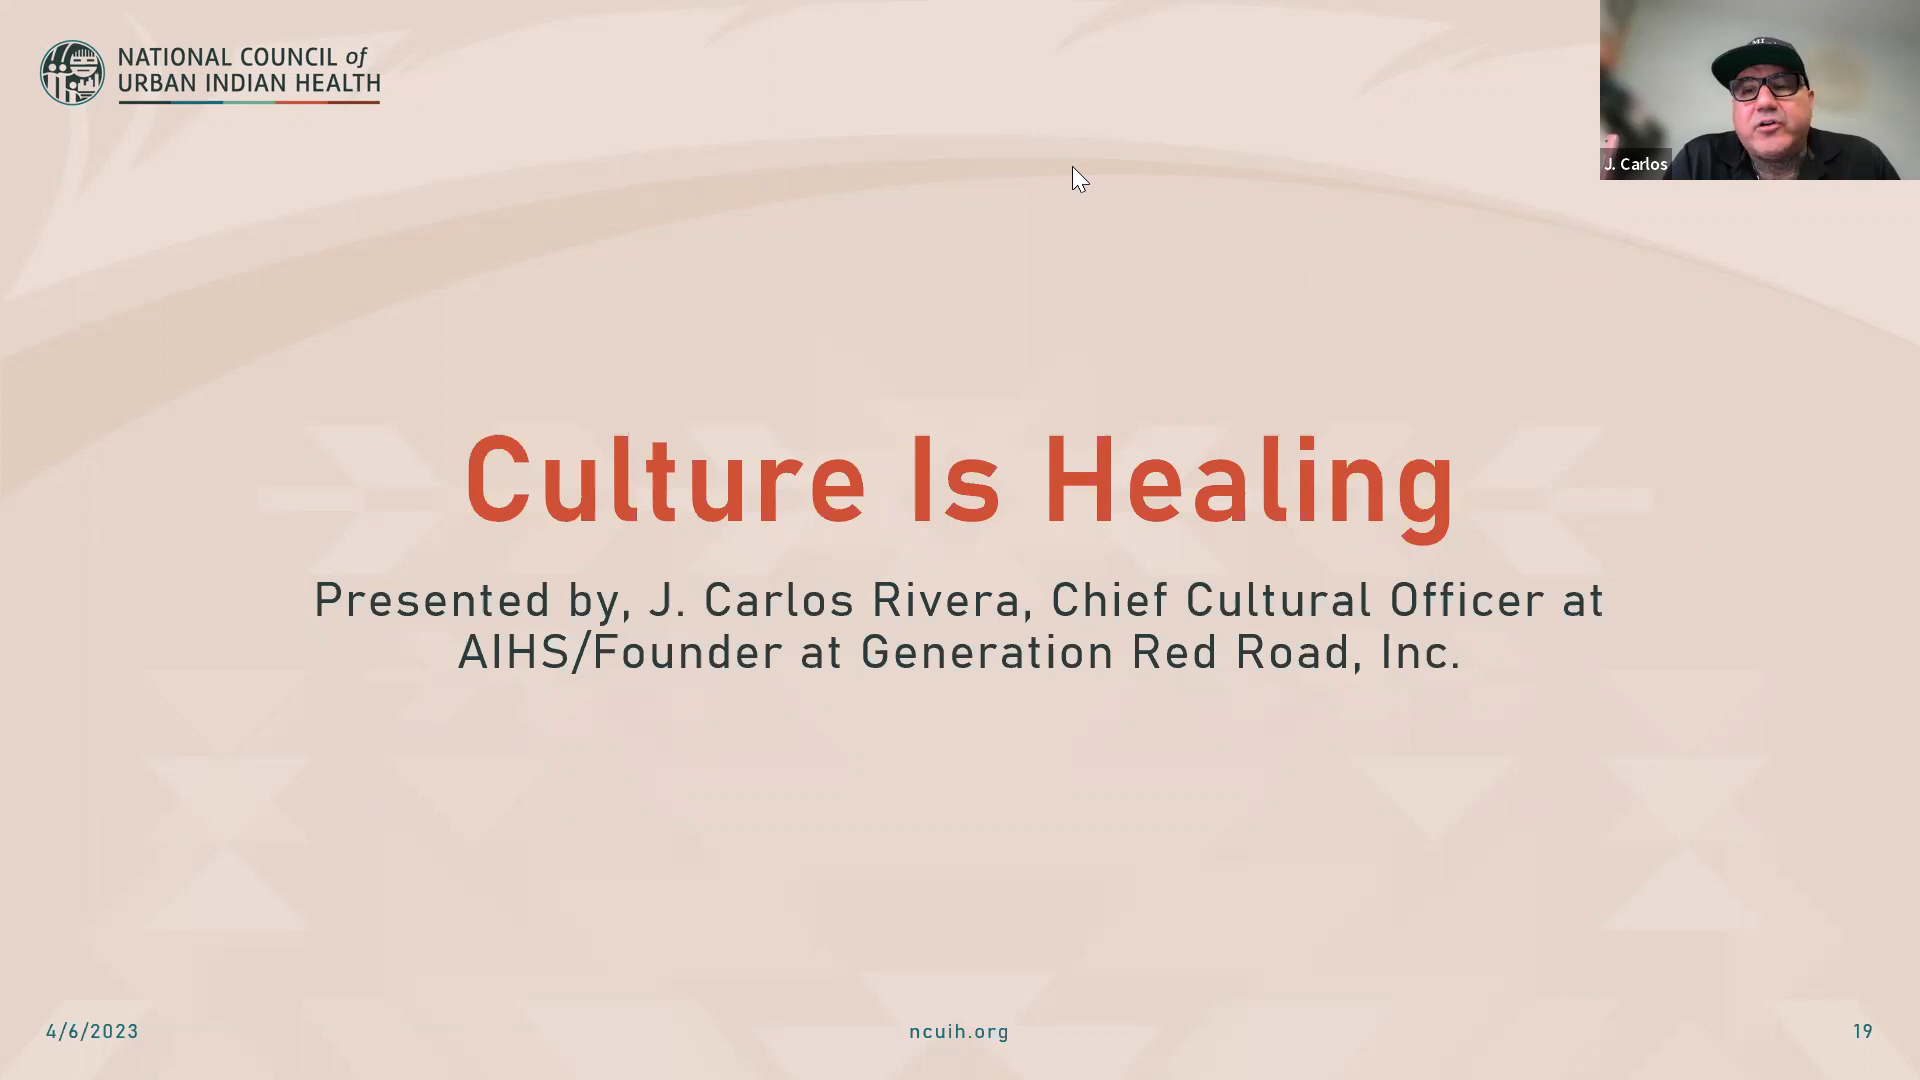 NATIONAL COUNCIL of
URBAN INDIAN HEALTH
J. Carlos
Culture Is Healing
Presented by, J. Carlos Rivera, Chief Cultural Officer at
AIHS/Founder at Generation Red Road, Inc.
4/6/2023
ncuih.org
19